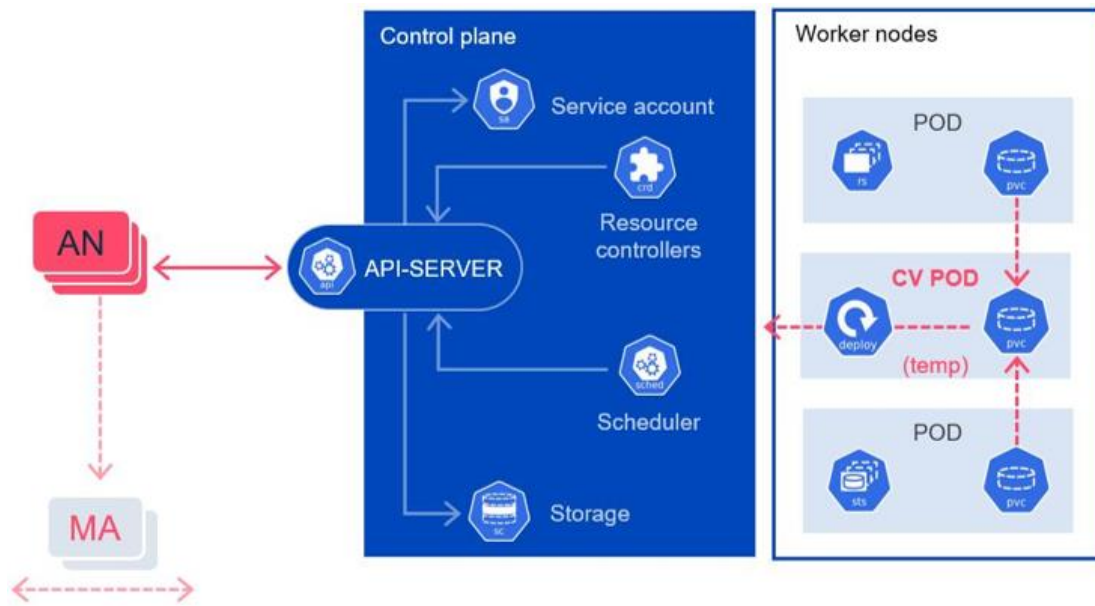 Control plane
Worker nodes
sa
Service account
POD
rs
pvc
crd
Resource
controllers
AN
api
API-SERVER
CV POD
deploy
pvc
(temp)
sched
Scheduler
POD
sts
pvc
MA
sc
Storage